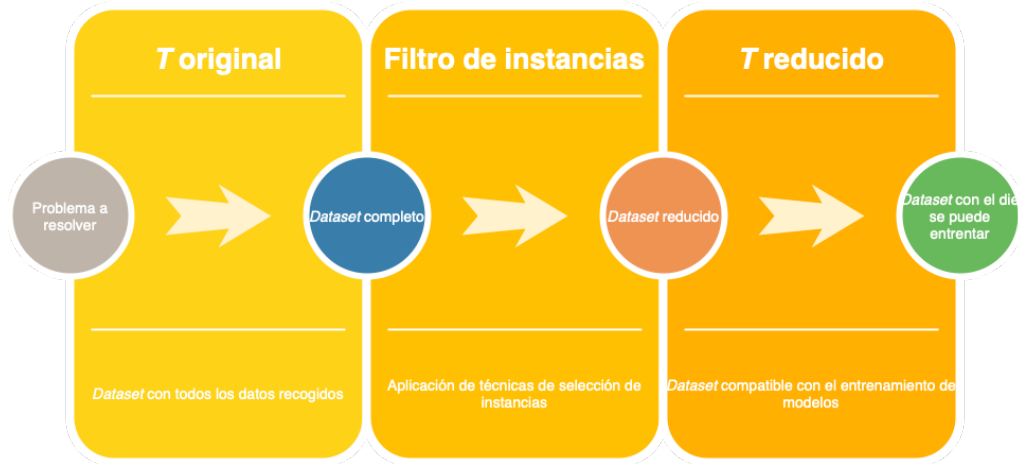 T original
Filtro de instancias
T reducido
Problema a
resolver
Dataset completo
Dataset reducido
Dataset con el die
se puede
entrentar
Dataset con todos los datos recogidos
Aplicación de técnicas de selección de
instancias
Dataset compatible con el entrenamiento de
modelos